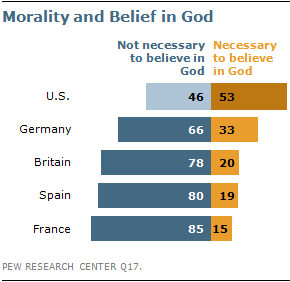 Morality and Belief in God
Not necessary to believe in God
Necessary to believe in God
U.S. 46 53
Germany 66 33
Britain 78 20
Spain 80 19
France 85 15
PEW RESEARCH CENTER Q17.